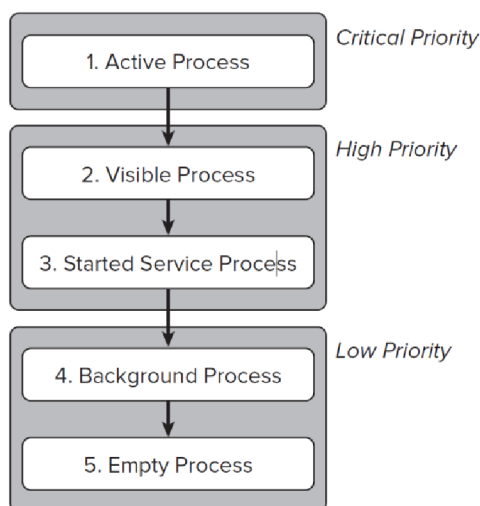 Critical Priority
1. Active Process
High Priority
2. Visible Process
3. Started Service Process
Low Priority
4. Background Process
5. Empty Process